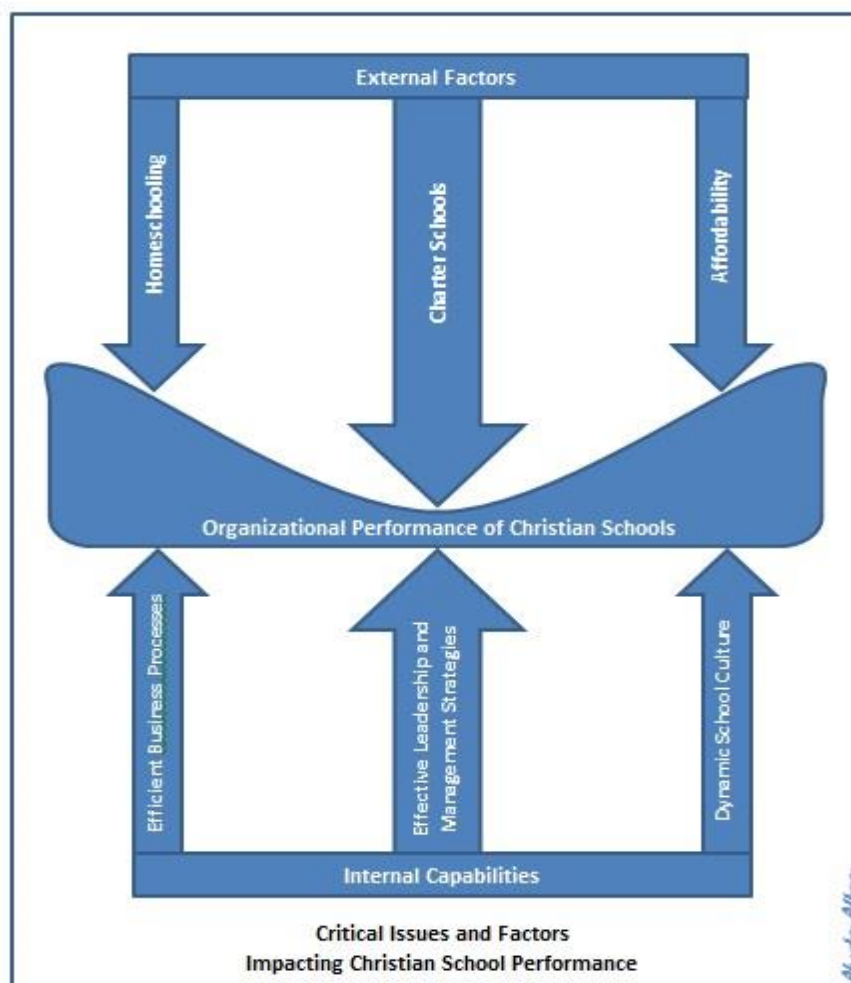 External Factors
Homeschooling
Charter Schools
Affordability
Organizational Performance of Christian Schools
Efficient Business Processes
Effective Leadership and
Management Strategies
Dynamic School Culture
Internal Capabilities
Critical Issues and Factors
Impacting Christian School Performance